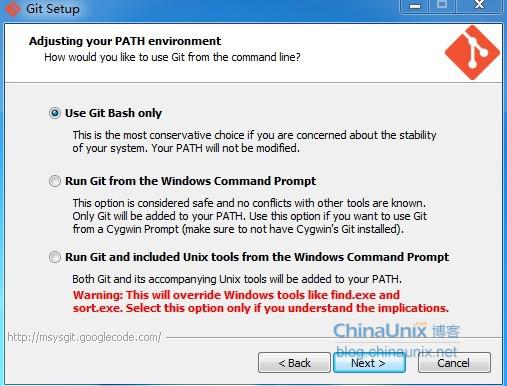 Git Setup
Adjusting your PATH environment
How would you like to use Git from the command line?
Use Git Bash only
This is the most conservative choice if you are concerned about the stability
of your system. Your PATH will not be modified.
Run Git from the Windows Command Prompt
This option is considered safe and no conflicts with other tools are known.
Only Git will be added to your PATH. Use this option if you want to use Git
from a Cygwin Prompt (make sure to not have Cygwin's Git installed).
Run Git and included Unix tools from the Windows Command Prompt
Both Git and its accompanying Unix tools will be added to your PATH.
Warning: This will override Windows tools like find.exe and
sort.exe. Select this option only if you understand the implications.
http://msysgit.googlecode.com/
ChinaUnix.net 博客
blog.chinaunix.net
< Back
Next >
Cancel